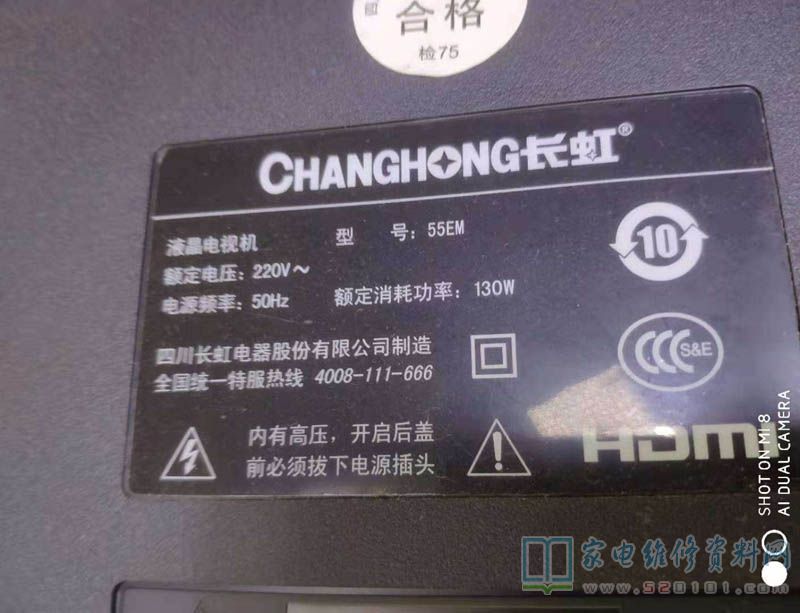 合格
检75
CHANGHONG长虹®
液晶电视机 型 号：55EM
额定电压：220V～
电源频率：50Hz 额定消耗功率：130W
10
四川长虹电器股份有限公司制造
全国统一特服热线 4008-111-666
CCC S&E
内有高压，开启后盖
前必须拔下电源插头
HDMI
SHOT ON MI 8
AI DUAL CAMERA
家电维修资料网
www.520101.com